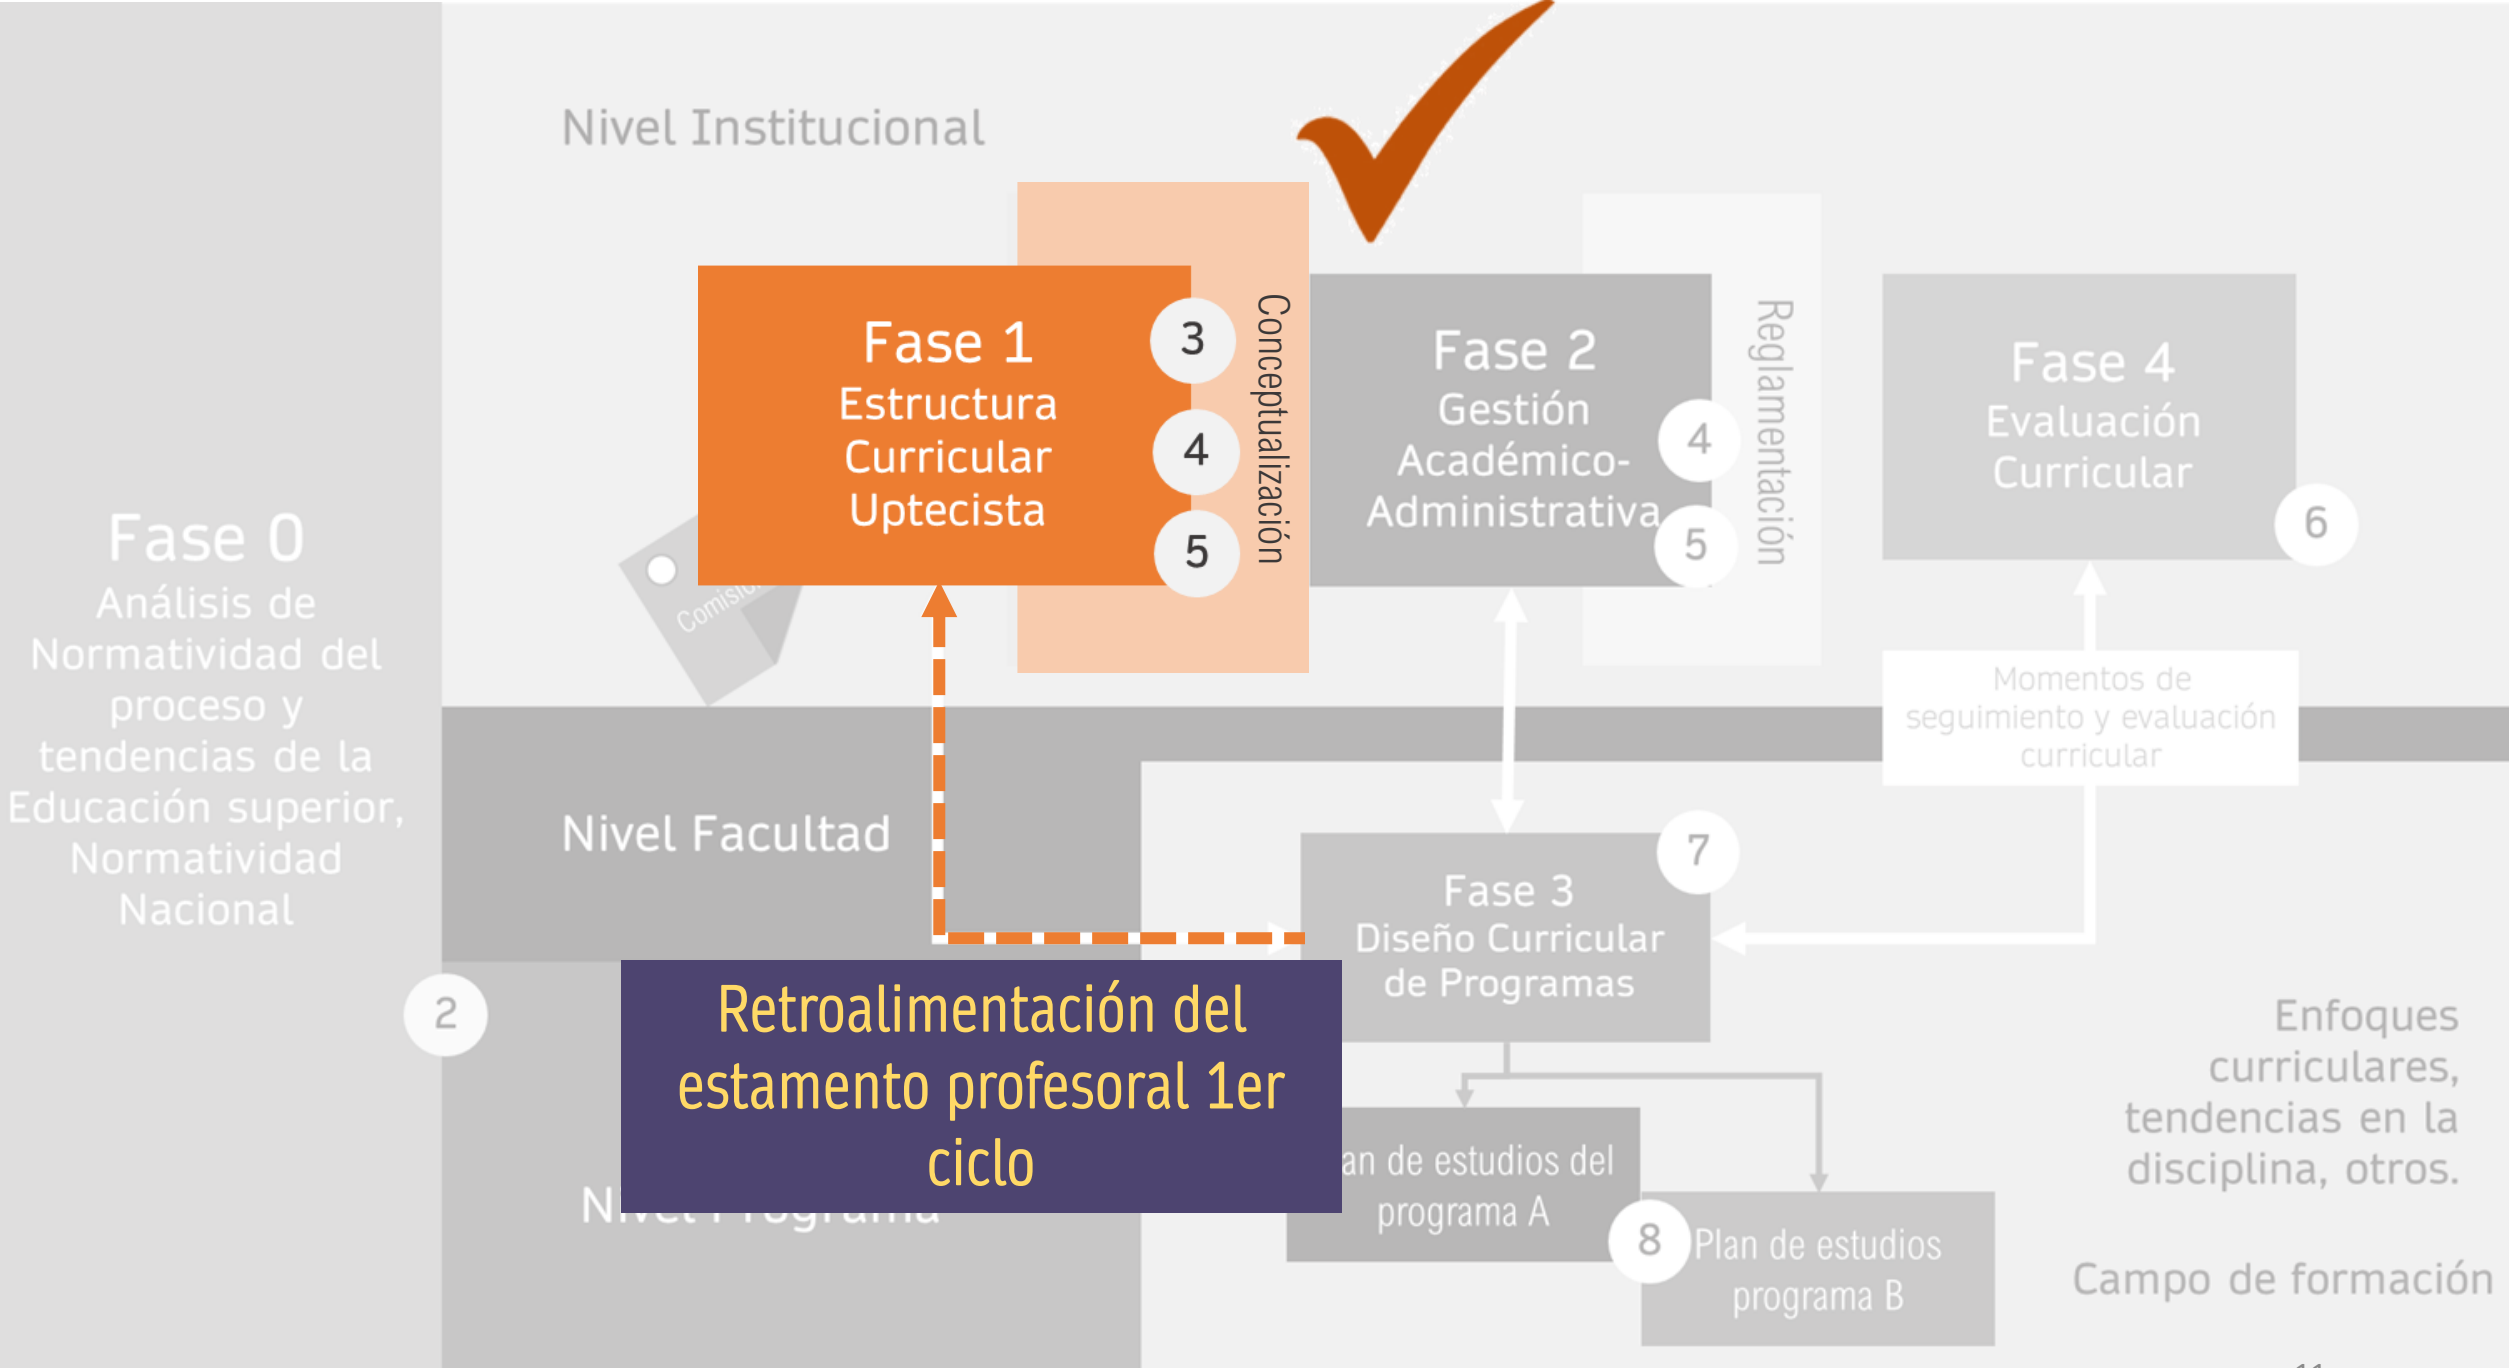 Nivel Institucional
Fase 0
Análisis de
Normatividad del
proceso y
tendencias de la
Educación superior,
Normatividad
Nacional
2
Fase 1
Estructura
Curricular
Uptecista
3
4
5
Conceptualización
Fase 2
Gestión
Académico-
Administrativa
4
5
Reglamentación
Fase 4
Evaluación
Curricular
6
Momentos de
seguimiento y evaluación
curricular
Nivel Facultad
Fase 3
Diseño Curricular
de Programas
7
Retroalimentación del
estamento profesoral 1er
ciclo
de estudios del
programa A
8
Plan de estudios
programa B
Enfoques
curriculares,
tendencias en la
disciplina, otros.
Campo de formación